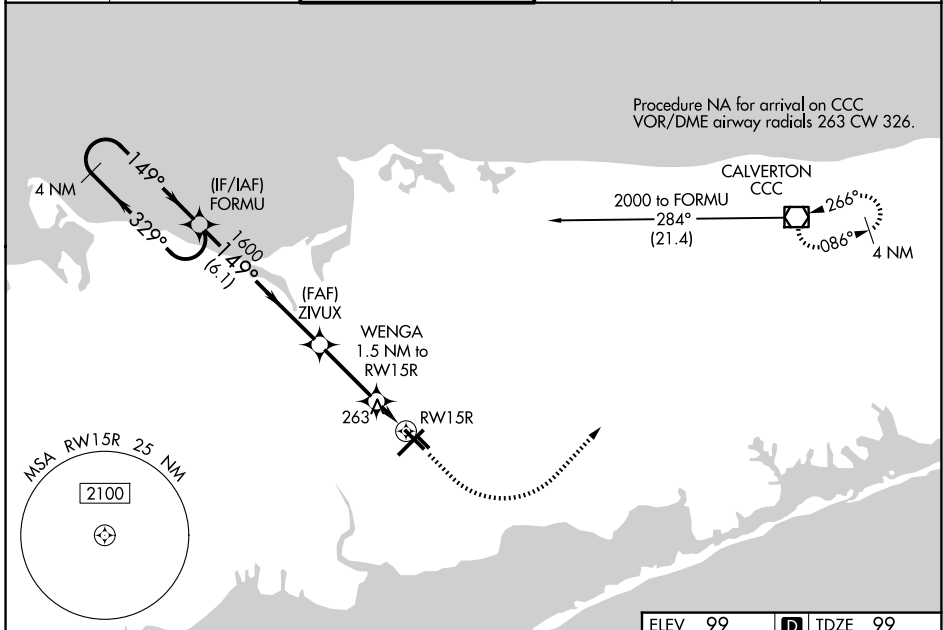 Procedure NA for arrival on CCC
VOR/DME airway radials 263 CW 326.
CALVERTON
CCC
2000 to FORMU
284°
(21.4)
266°
086°
4 NM
149°
4 NM
329°
(IF/IAF)
FORMU
1600
149°
(6.1)
(FAF)
ZIVUX
WENGA
1.5 NM to
RW15R
263
RW15R
MSA RW15R 25 NM
2100
ELEV 99 D TDZE 99